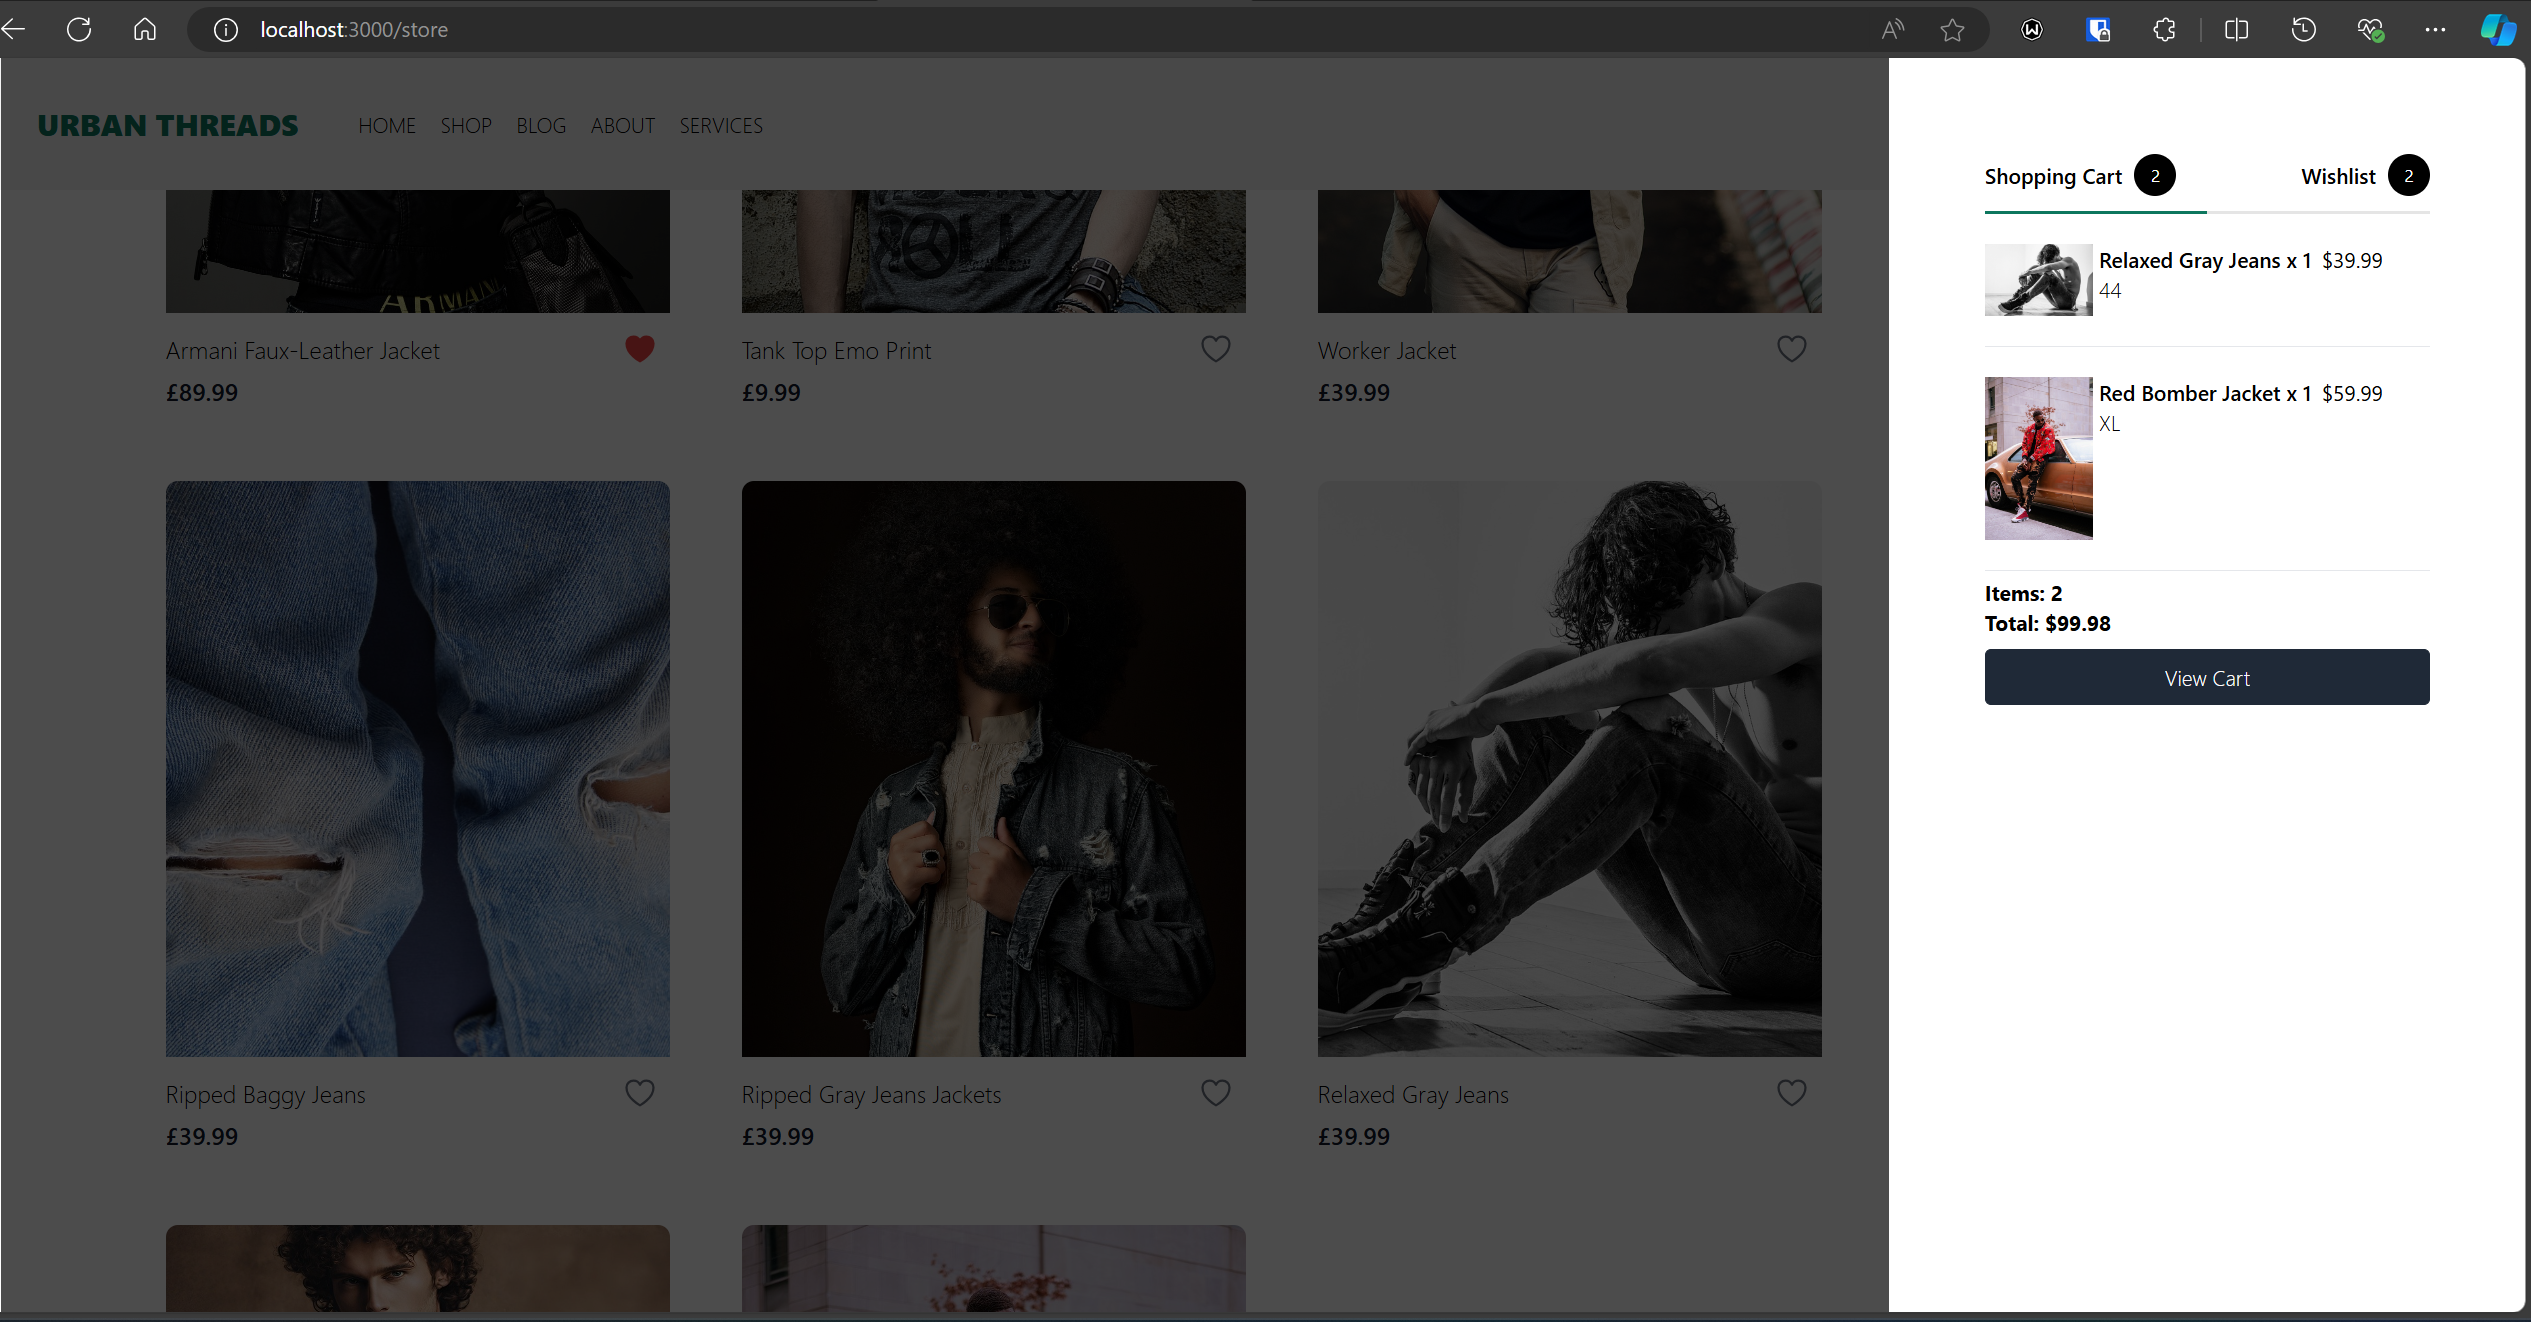 localhost:3000/store
URBAN THREADS HOME SHOP BLOG ABOUT SERVICES
Armani Faux-Leather Jacket
£89.99
Tank Top Emo Print
£9.99
Worker Jacket
£39.99
Ripped Baggy Jeans
£39.99
Ripped Gray Jeans Jackets
£39.99
Relaxed Gray Jeans
£39.99
Shopping Cart 2 Wishlist 2
Relaxed Gray Jeans x 1 $39.99
44
Red Bomber Jacket x 1 $59.99
XL
Items: 2
Total: $99.98
View Cart